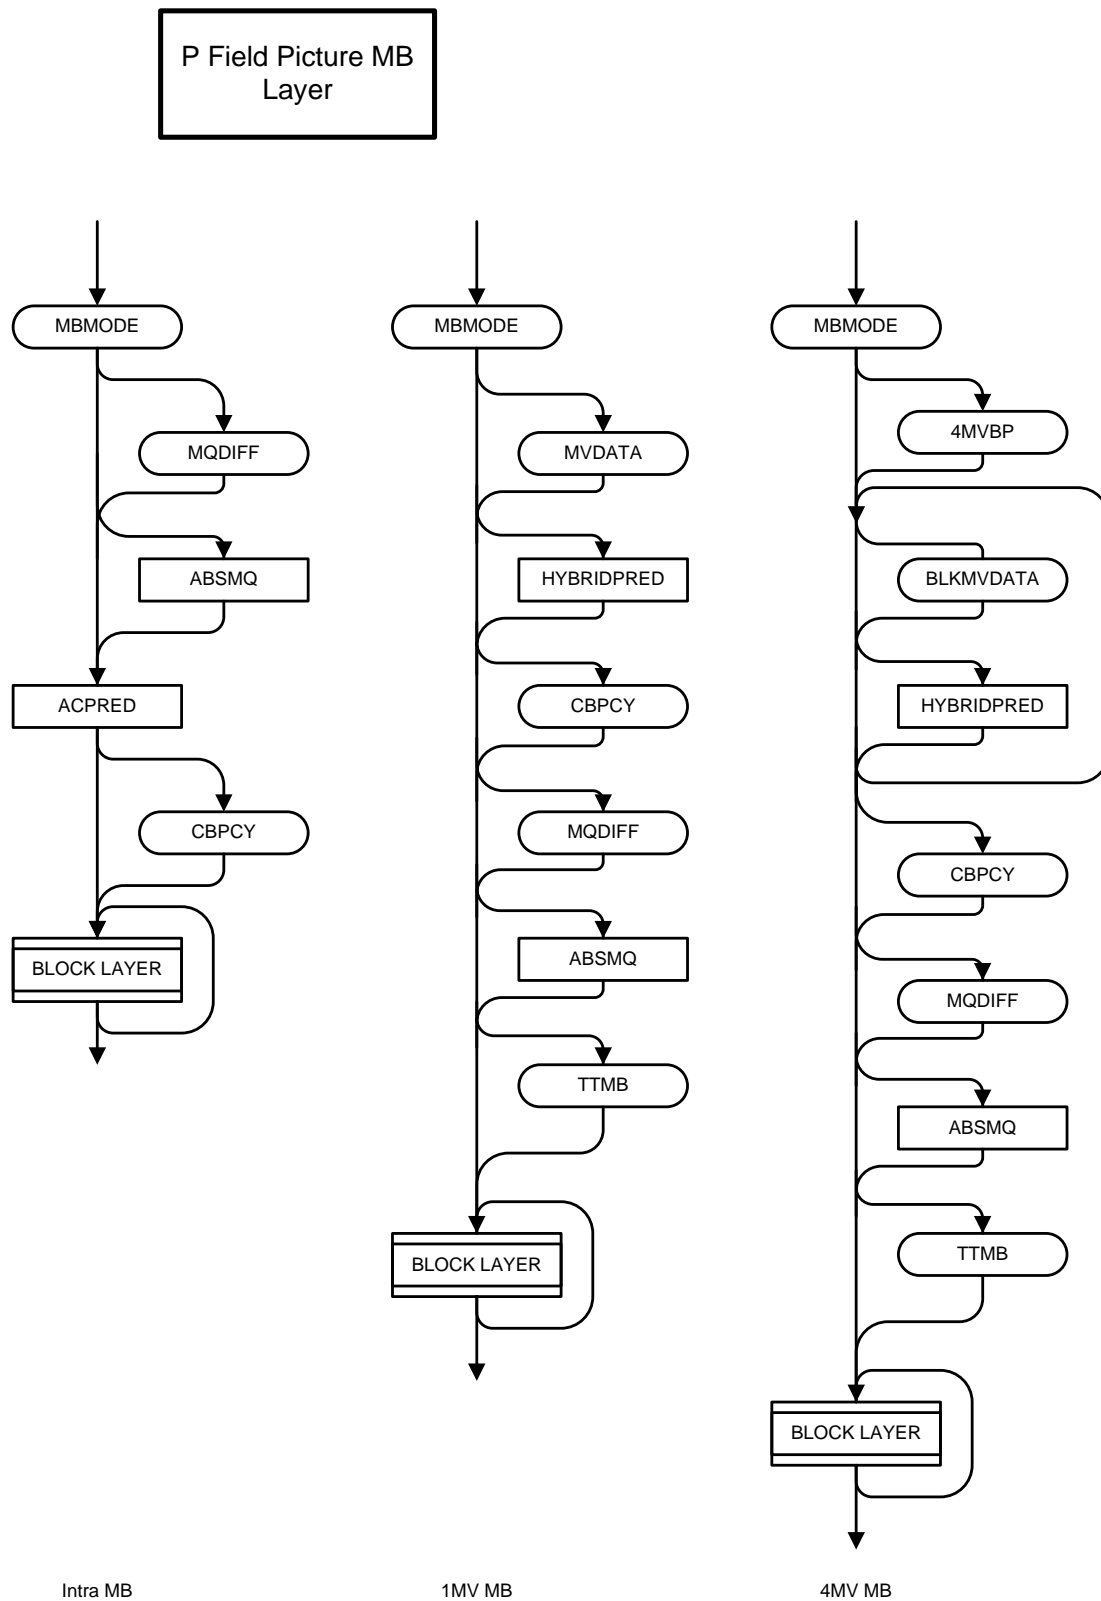 P Field Picture MB
Layer
MBMODE
MQDIFF
ABSMQ
ACPRED
CBPCY
BLOCK LAYER
Intra MB
MBMODE
MVDATA
HYBRIDPRED
CBPCY
MQDIFF
ABSMQ
TTMB
BLOCK LAYER
1MV MB
MBMODE
4MVBP
BLKMVDATA
HYBRIDPRED
CBPCY
MQDIFF
ABSMQ
TTMB
BLOCK LAYER
4MV MB